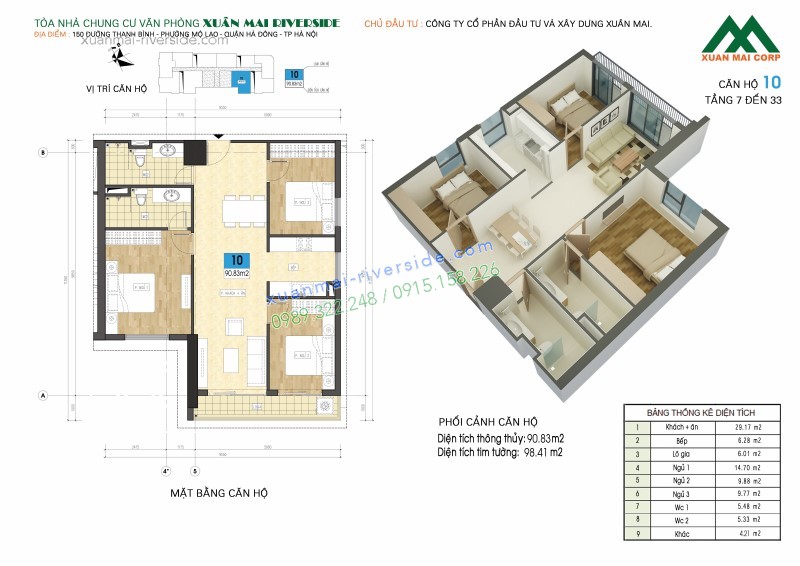 TÒA NHÀ CHUNG CƯ VĂN PHÒNG XUÂN MAI RIVERSIDE
ĐỊA ĐIỂM : 150 ĐƯỜNG THANH BÌNH - PHƯỜNG MỘ LAO - QUẬN HÀ ĐÔNG - TP HÀ NỘI
CHỦ ĐẦU TƯ : CÔNG TY CỔ PHẦN ĐẦU TƯ VÀ XÂY DỰNG XUÂN MAI.
xuanmai-riverside.com
XUAN MAI CORP
VỊ TRÍ CĂN HỘ
10
90.83m2
CĂN HỘ 10
TẦNG 7 ĐẾN 33
B
A
10
90.83m2
xuanmai-riverside.com
0989 322 248 / 0915 158 226
4*
5
MẶT BẰNG CĂN HỘ
PHỐI CẢNH CĂN HỘ
Diện tích thông thủy: 90.83m2
Diện tích tim tường: 98.41 m2
BẢNG THỐNG KÊ DIỆN TÍCH
1 Khách + ăn 29.17 m2
2 Bếp 6.28 m2
3 Lô gia 6.01 m2
4 Ngủ 1 14.70 m2
5 Ngủ 2 9.88 m2
6 Ngủ 3 9.77 m2
7 Wc 1 5.48 m2
8 Wc 2 5.33 m2
9 Khác 4.21 m2